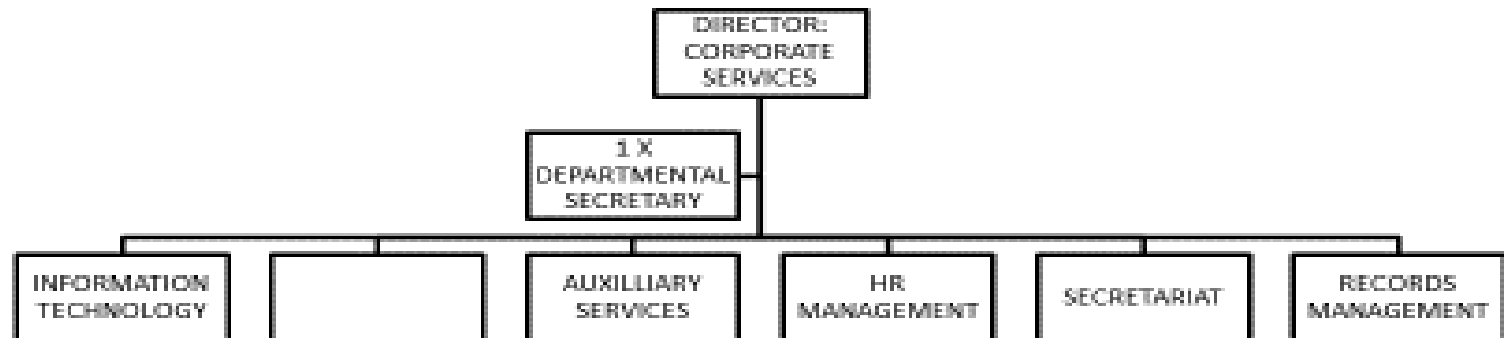 DIRECTOR:
CORPORATE
SERVICES
1 X
DEPARTMENTAL
SECRETARY
INFORMATION
TECHNOLOGY
AUXILLIARY
SERVICES
HR
MANAGEMENT
SECRETARIAT
RECORDS
MANAGEMENT